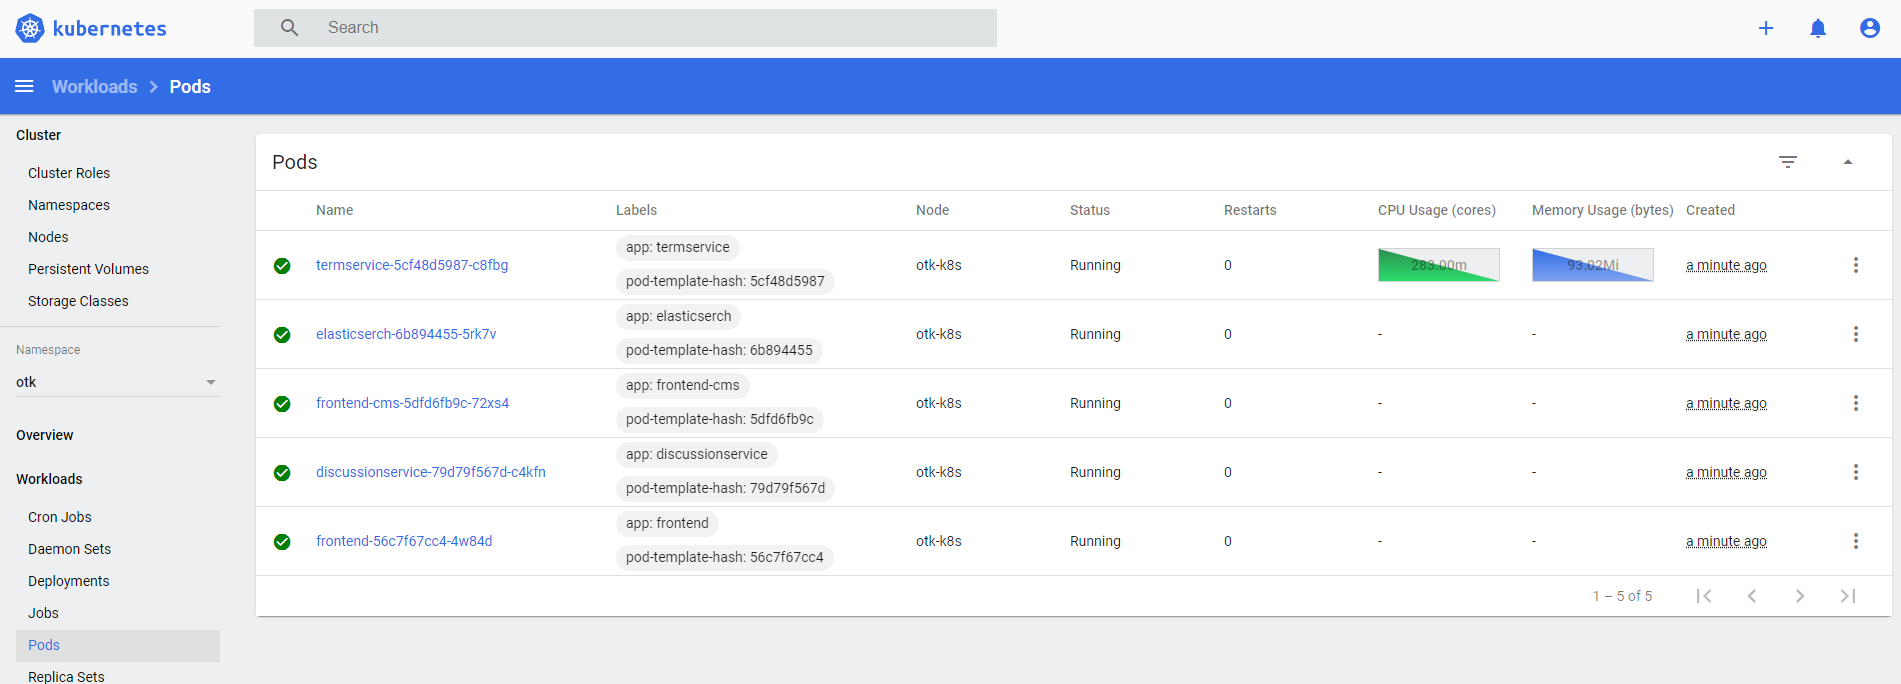 kubernetes
Search
Workloads > Pods
Cluster
Cluster Roles
Namespaces
Nodes
Persistent Volumes
Storage Classes
Namespace
otk
Overview
Workloads
Cron Jobs
Daemon Sets
Deployments
Jobs
Pods
Replica Sets
Pods
Name Labels Node Status Restarts CPU Usage (cores) Memory Usage (bytes) Created
app: termservice
termservice-5cf48d5987-c8fbg otk-k8s Running 0 283.00m 93.02Mi a minute ago
pod-template-hash: 5cf48d5987
app: elasticserch
elasticserch-6b894455-5rk7v otk-k8s Running 0 - - a minute ago
pod-template-hash: 6b894455
app: frontend-cms
frontend-cms-5dfd6fb9c-72xs4 otk-k8s Running 0 - - a minute ago
pod-template-hash: 5dfd6fb9c
app: discussionservice
discussionservice-79d79f567d-c4kfn otk-k8s Running 0 - - a minute ago
pod-template-hash: 79d79f567d
app: frontend
frontend-56c7f67cc4-4w84d otk-k8s Running 0 - - a minute ago
pod-template-hash: 56c7f67cc4
1 – 5 of 5